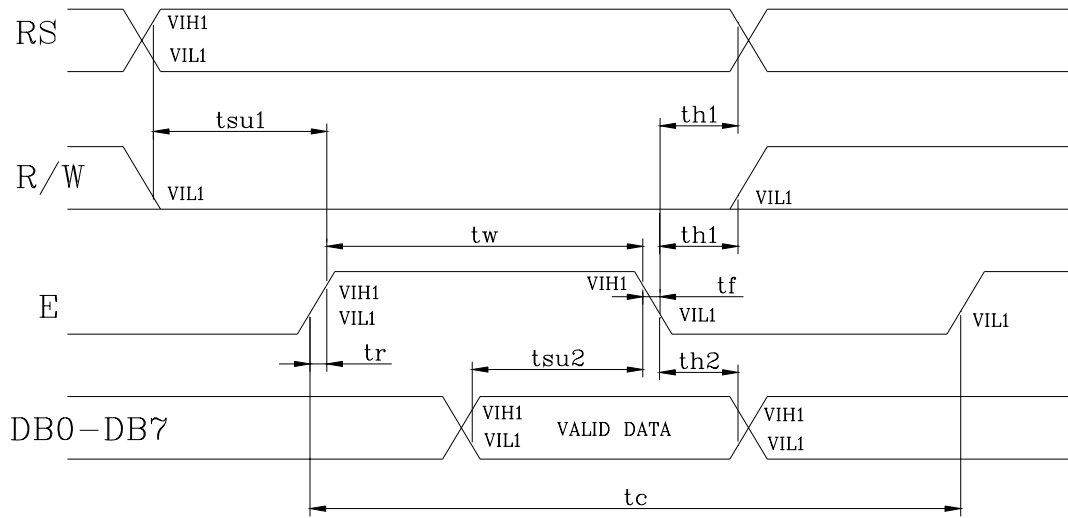 RS
VIH1
VIL1
tsu1
th1
R/W
VIL1
VIL1
tw
th1
E
VIH1
VIL1
VIH1
tf
VIL1
VIL1
tr
tsu2
th2
DB0-DB7
VIH1
VIL1
VALID DATA
VIH1
VIL1
tc